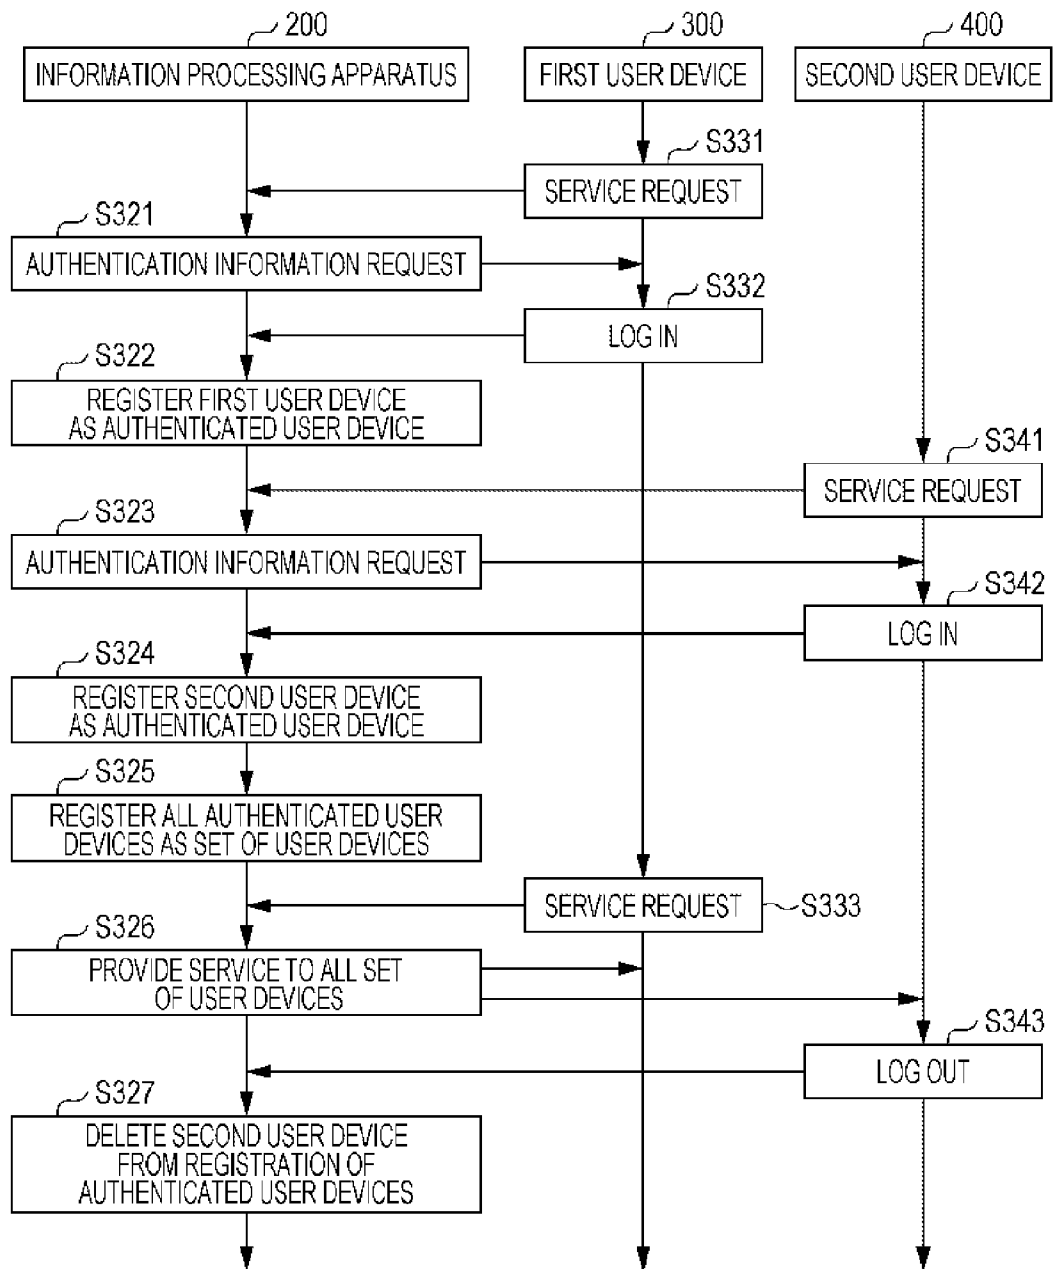 200
300
400
INFORMATION PROCESSING APPARATUS
FIRST USER DEVICE
SECOND USER DEVICE
S331
SERVICE REQUEST
S321
AUTHENTICATION INFORMATION REQUEST
S332
LOG IN
S322
REGISTER FIRST USER DEVICE
AS AUTHENTICATED USER DEVICE
S341
SERVICE REQUEST
S323
AUTHENTICATION INFORMATION REQUEST
S342
LOG IN
S324
REGISTER SECOND USER DEVICE
AS AUTHENTICATED USER DEVICE
S325
REGISTER ALL AUTHENTICATED USER
DEVICES AS SET OF USER DEVICES
SERVICE REQUEST
S333
S326
PROVIDE SERVICE TO ALL SET
OF USER DEVICES
S343
LOG OUT
S327
DELETE SECOND USER DEVICE
FROM REGISTRATION OF
AUTHENTICATED USER DEVICES